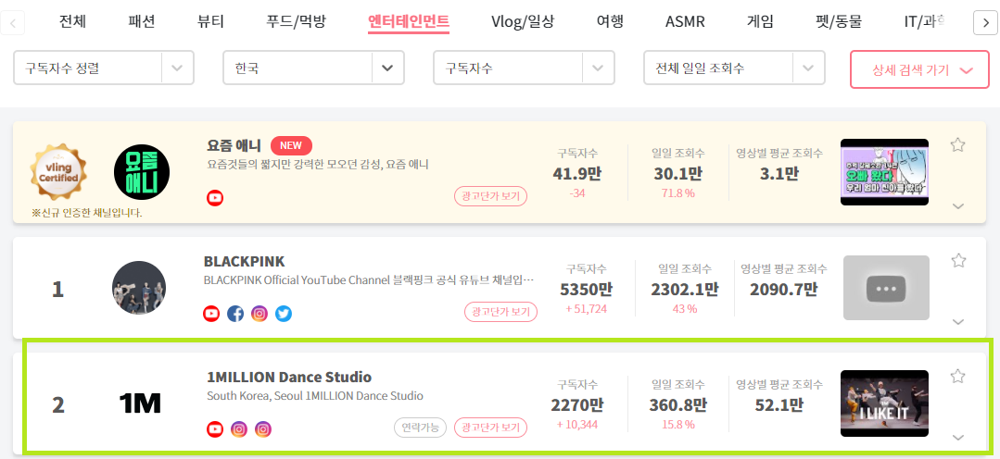 전체 패션 뷰티 푸드/먹방 엔터테인먼트 Vlog/일상 여행 ASMR 게임 펫/동물 IT/과학
구독자수 정렬 한국 구독자수 전체 일일 조회수 상세 검색 가기
vling
Certified
※신규 인증한 채널입니다.
요즘
애니
요즘 애니 NEW
요즘것들의 짧지만 강력한 모오던 감성, 요즘 애니
광고단가 보기
구독자수
41.9만
-34
일일 조회수
30.1만
71.8 %
영상별 평균 조회수
3.1만
오빠 왔다
우리 엄마
1
BLACKPINK
BLACKPINK Official YouTube Channel 블랙핑크 공식 유튜브 채널입···
광고단가 보기
구독자수
5350만
+ 51,724
일일 조회수
2302.1만
43 %
영상별 평균 조회수
2090.7만
2
1M
1MILLION Dance Studio
South Korea, Seoul 1MILLION Dance Studio
연락가능 광고단가 보기
구독자수
2270만
+ 10,344
일일 조회수
360.8만
15.8 %
영상별 평균 조회수
52.1만
I LIKE IT